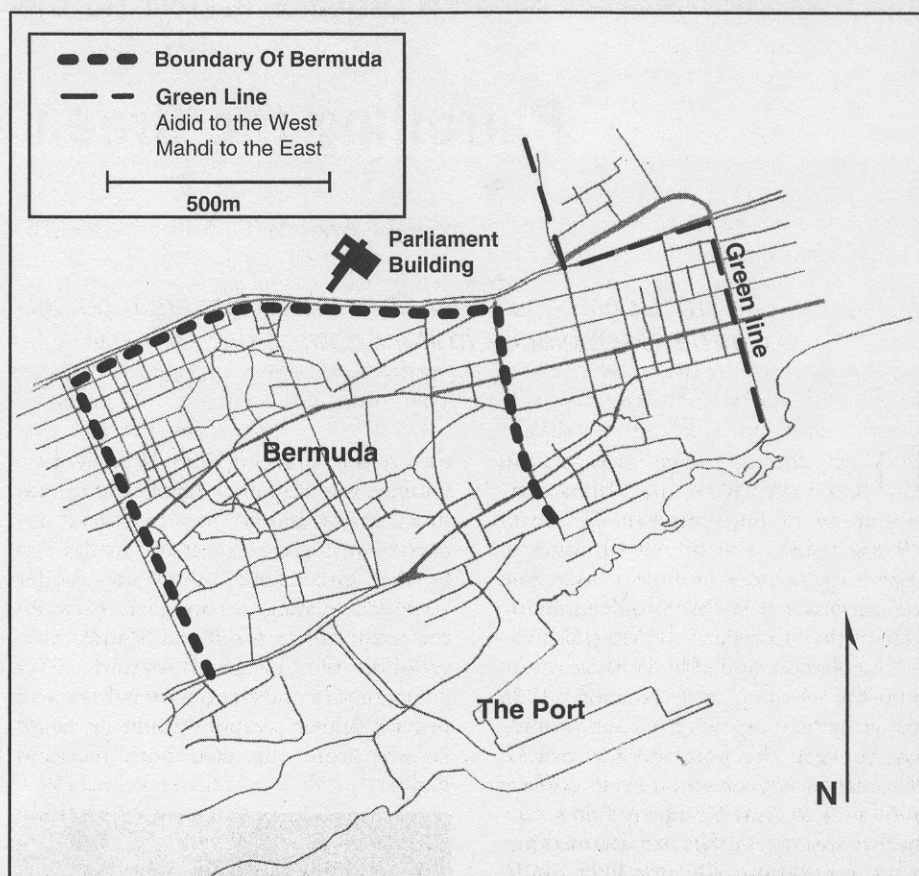 Boundary Of Bermuda
Green Line
Aidid to the West
Mahdi to the East
500m
Parliament
Building
Green line
Bermuda
The Port
N